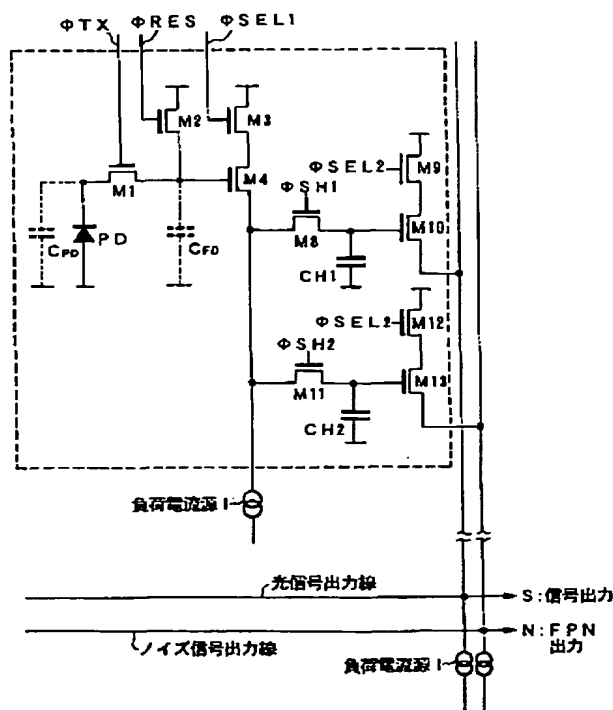 ΦTX ΦRES ΦSEL1
M2
M3
M1
M4
ΦSEL2 M9
ΦSH1
M8
M10
CPD
PD
CFD
CH1
ΦSEL2 M12
ΦSH2
M11
M13
CH2
負荷電流源I
光信号出力線
S:信号出力
ノイズ信号出力線
N:FPN
出力
負荷電流源I